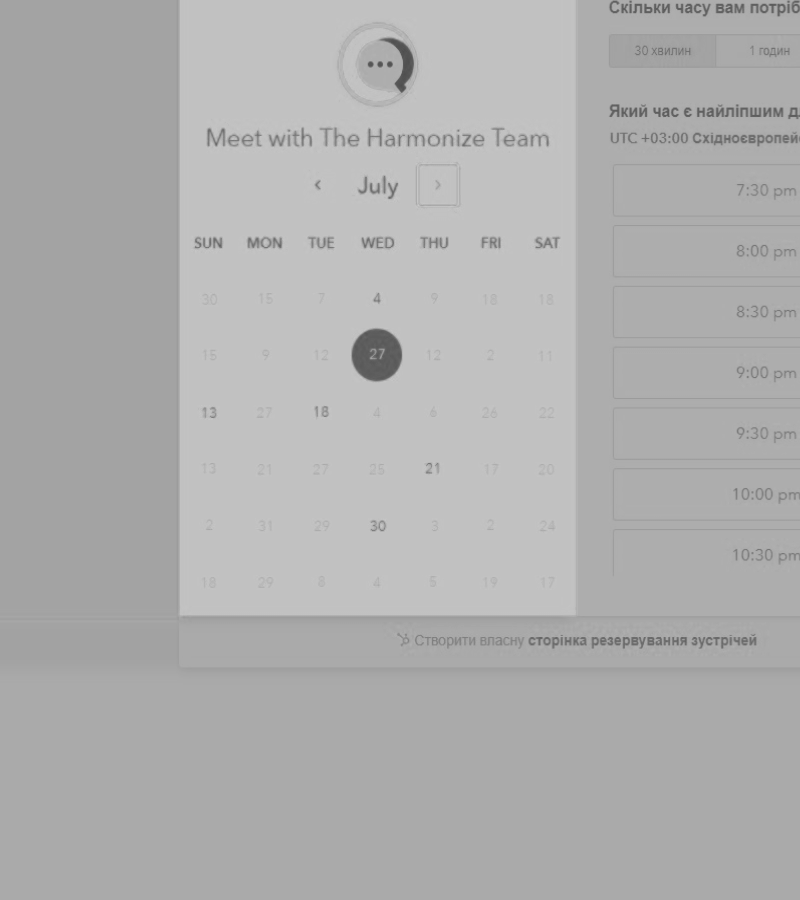 Meet with The Harmonize Team
July
SUN MON TUE WED THU FRI SAT
30 15 7 4 9 18 18
15 9 12 27 12 2 11
13 27 18 4 6 26 22
13 21 27 25 21 17 20
2 31 29 30 3 2 24
18 29 8 4 5 19 17
Скільки часу вам потріб
30 хвилин 1 годин
Який час є найліпшим д
UTC +03:00 Східноєвропей
7:30 pm
8:00 pm
8:30 pm
9:00 pm
9:30 pm
10:00 pm
10:30 pm
Створити власну сторінка резервування зустрічей